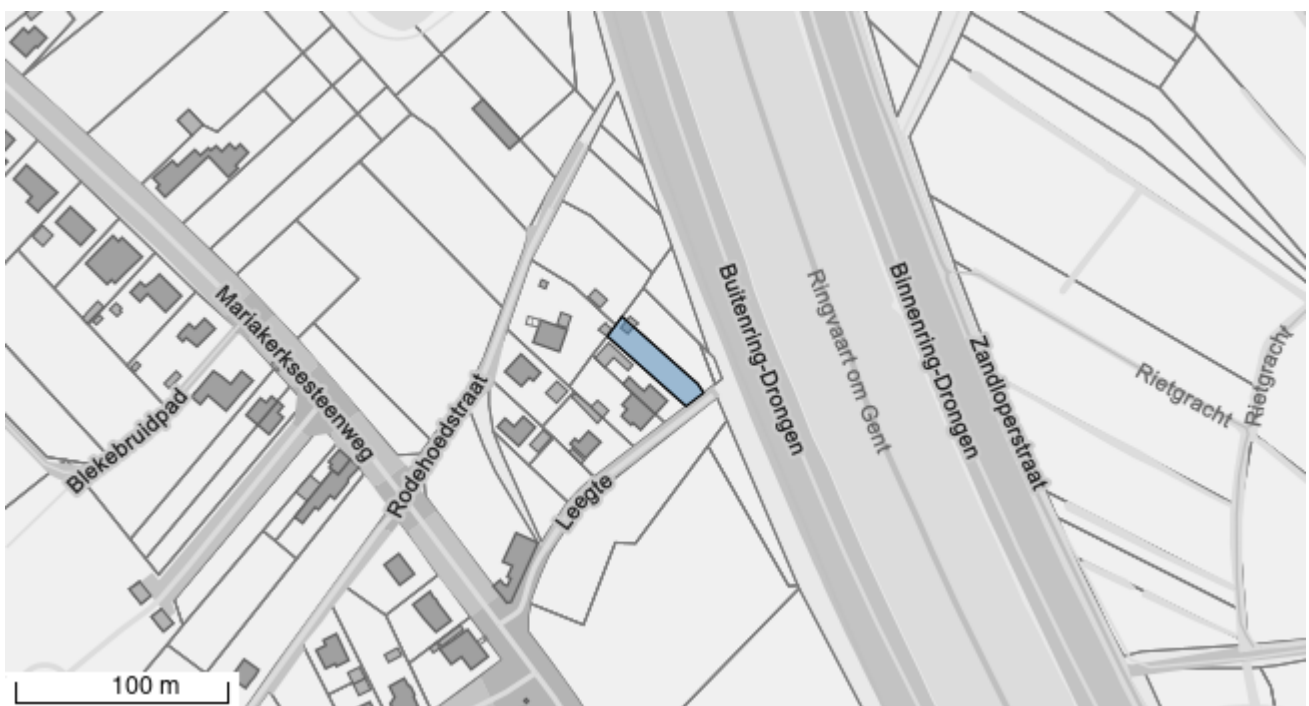 Mariakerksesteenweg
Blekebruidpad
Rodehoedstraat
Leegte
Buitenring-Drongen
Ringvaart om Gent
Binnenring-Drongen
Zandloperstraat
Rietgracht
Rietgracht
100 m